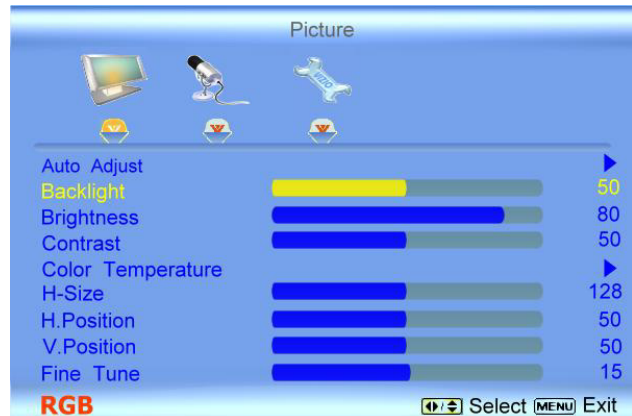 Picture
VIZIO
Auto Adjust
Backlight 50
Brightness 80
Contrast 50
Color Temperature
H-Size 128
H.Position 50
V.Position 50
Fine Tune 15
RGB Select MENU Exit